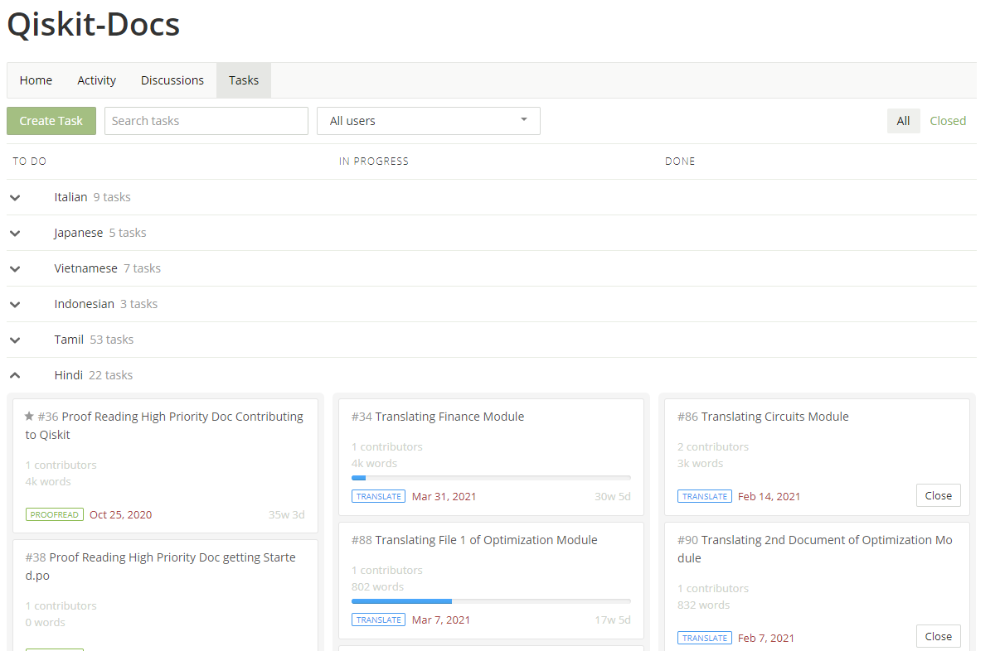 Qiskit-Docs
Home Activity Discussions Tasks
Create Task Search tasks All users All Closed
TO DO IN PROGRESS DONE
Italian 9 tasks
Japanese 5 tasks
Vietnamese 7 tasks
Indonesian 3 tasks
Tamil 53 tasks
Hindi 22 tasks
#36 Proof Reading High Priority Doc Contributing
to Qiskit
1 contributors
4k words
PROOFREAD Oct 25, 2020 35w 3d
#38 Proof Reading High Priority Doc getting Starte
d.po
1 contributors
0 words
#34 Translating Finance Module
1 contributors
4k words
TRANSLATE Mar 31, 2021 30w 5d
#88 Translating File 1 of Optimization Module
1 contributors
802 words
TRANSLATE Mar 7, 2021 17w 5d
#86 Translating Circuits Module
2 contributors
3k words
TRANSLATE Feb 14, 2021 Close
#90 Translating 2nd Document of Optimization Mo
dule
1 contributors
832 words
TRANSLATE Feb 7, 2021 Close